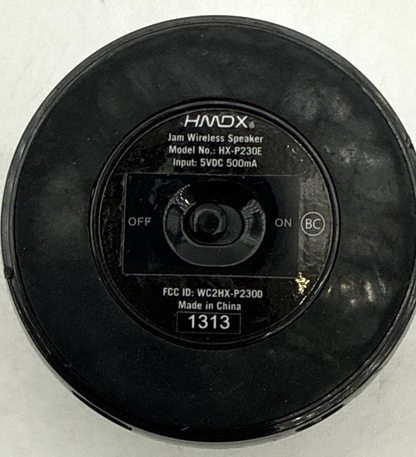 HMDX
Jam Wireless Speaker
Model No.: HX-P230E
Input: 5VDC 500mA
OFF ON BC
FCC ID: WC2HX-P230D
Made in China
1313